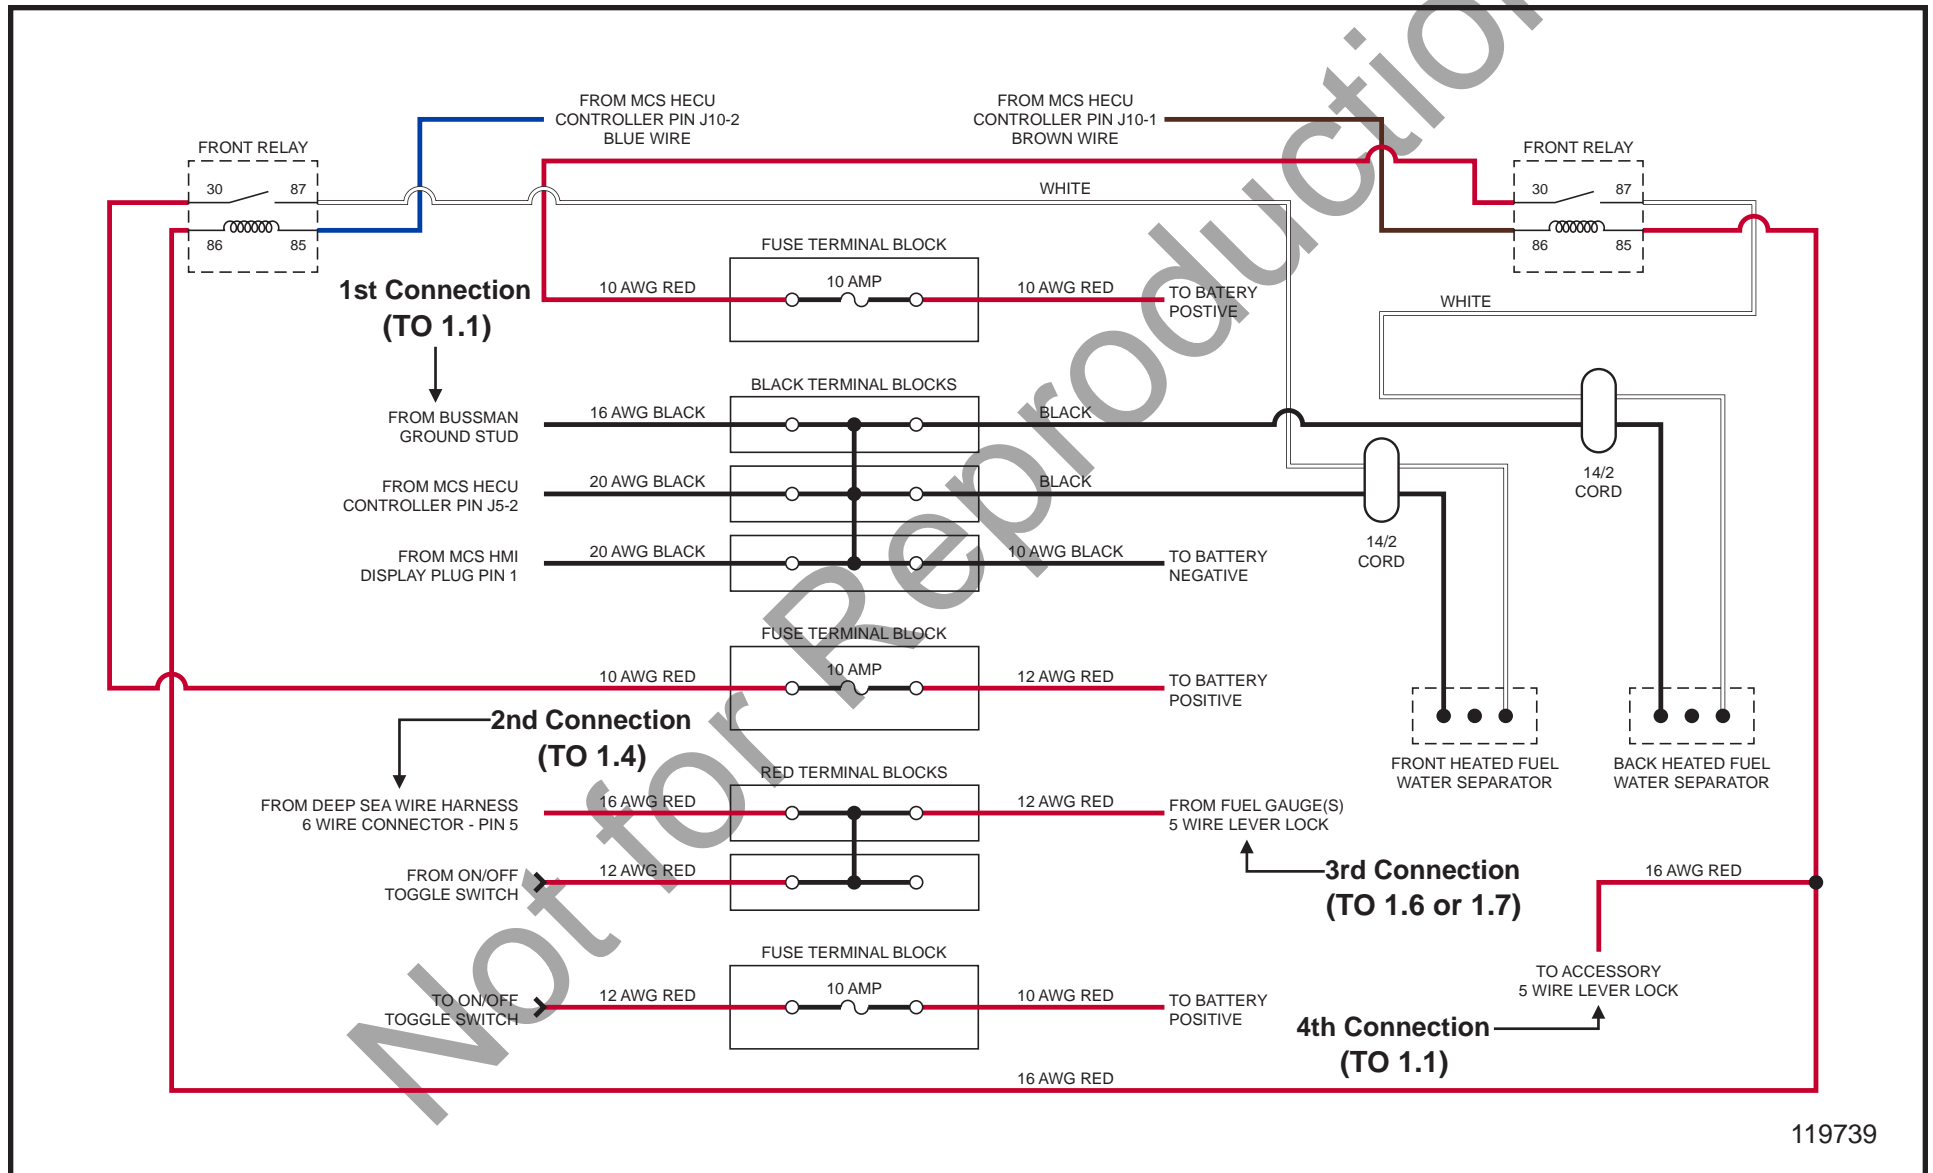 FROM MCS HECU
CONTROLLER PIN J10-2
BLUE WIRE
FROM MCS HECU
CONTROLLER PIN J10-1
BROWN WIRE
FRONT RELAY
30
87
86
85
FRONT RELAY
30
87
86
85
WHITE
FUSE TERMINAL BLOCK
10 AWG RED
10 AMP
10 AWG RED
TO BATERY
POSTIVE
1st Connection
(TO 1.1)
WHITE
BLACK TERMINAL BLOCKS
FROM BUSSMAN
GROUND STUD
16 AWG BLACK
BLACK
FROM MCS HECU
CONTROLLER PIN J5-2
20 AWG BLACK
BLACK
14/2
CORD
14/2
CORD
FROM MCS HMI
DISPLAY PLUG PIN 1
20 AWG BLACK
10 AWG BLACK
TO BATTERY
NEGATIVE
FUSE TERMINAL BLOCK
10 AWG RED
10 AMP
12 AWG RED
TO BATTERY
POSITIVE
2nd Connection
(TO 1.4)
FRONT HEATED FUEL
WATER SEPARATOR
BACK HEATED FUEL
WATER SEPARATOR
RED TERMINAL BLOCKS
FROM DEEP SEA WIRE HARNESS
6 WIRE CONNECTOR - PIN 5
16 AWG RED
12 AWG RED
FROM FUEL GAUGE(S)
5 WIRE LEVER LOCK
FROM ON/OFF
TOGGLE SWITCH
12 AWG RED
3rd Connection
(TO 1.6 or 1.7)
16 AWG RED
FUSE TERMINAL BLOCK
TO ON/OFF
TOGGLE SWITCH
12 AWG RED
10 AMP
10 AWG RED
TO BATTERY
POSITIVE
TO ACCESSORY
5 WIRE LEVER LOCK
4th Connection
(TO 1.1)
16 AWG RED
119739
Not for Reproduction